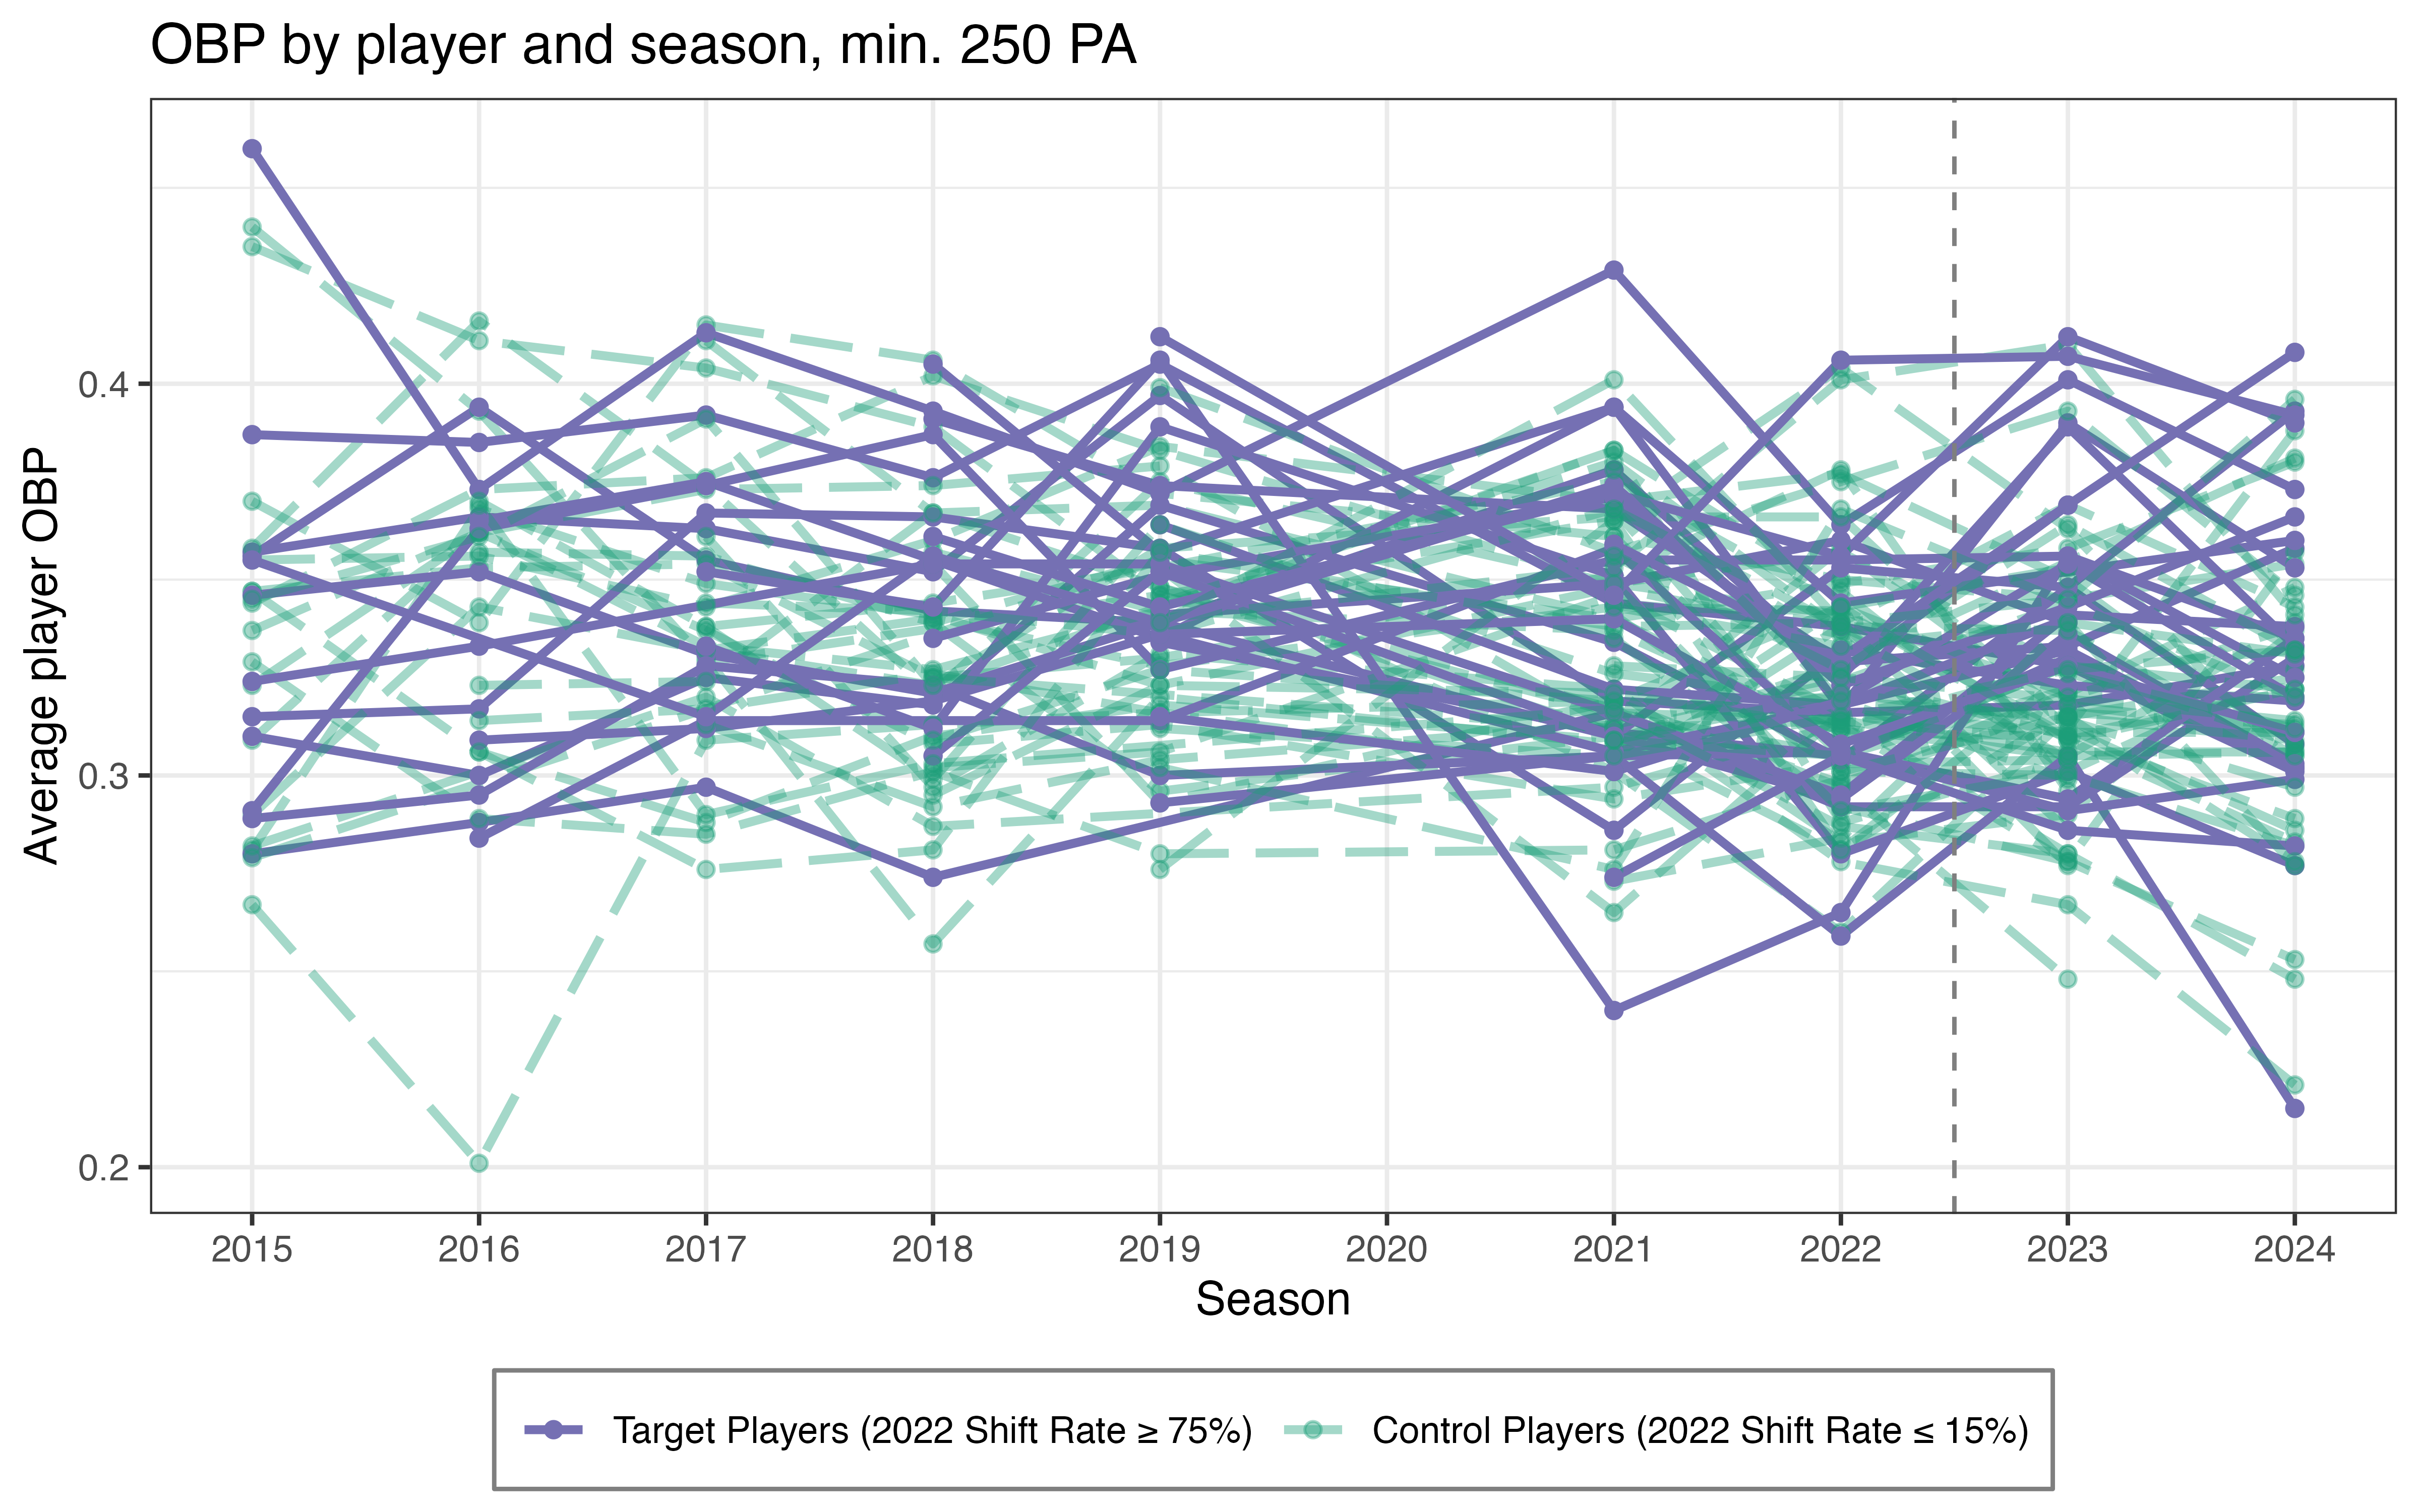 OBP by player and season, min. 250 PA
Average player OBP
0.4
0.3
0.2
2015 2016 2017 2018 2019 2020 2021 2022 2023 2024
Season
Target Players (2022 Shift Rate ≥ 75%) Control Players (2022 Shift Rate ≤ 15%)